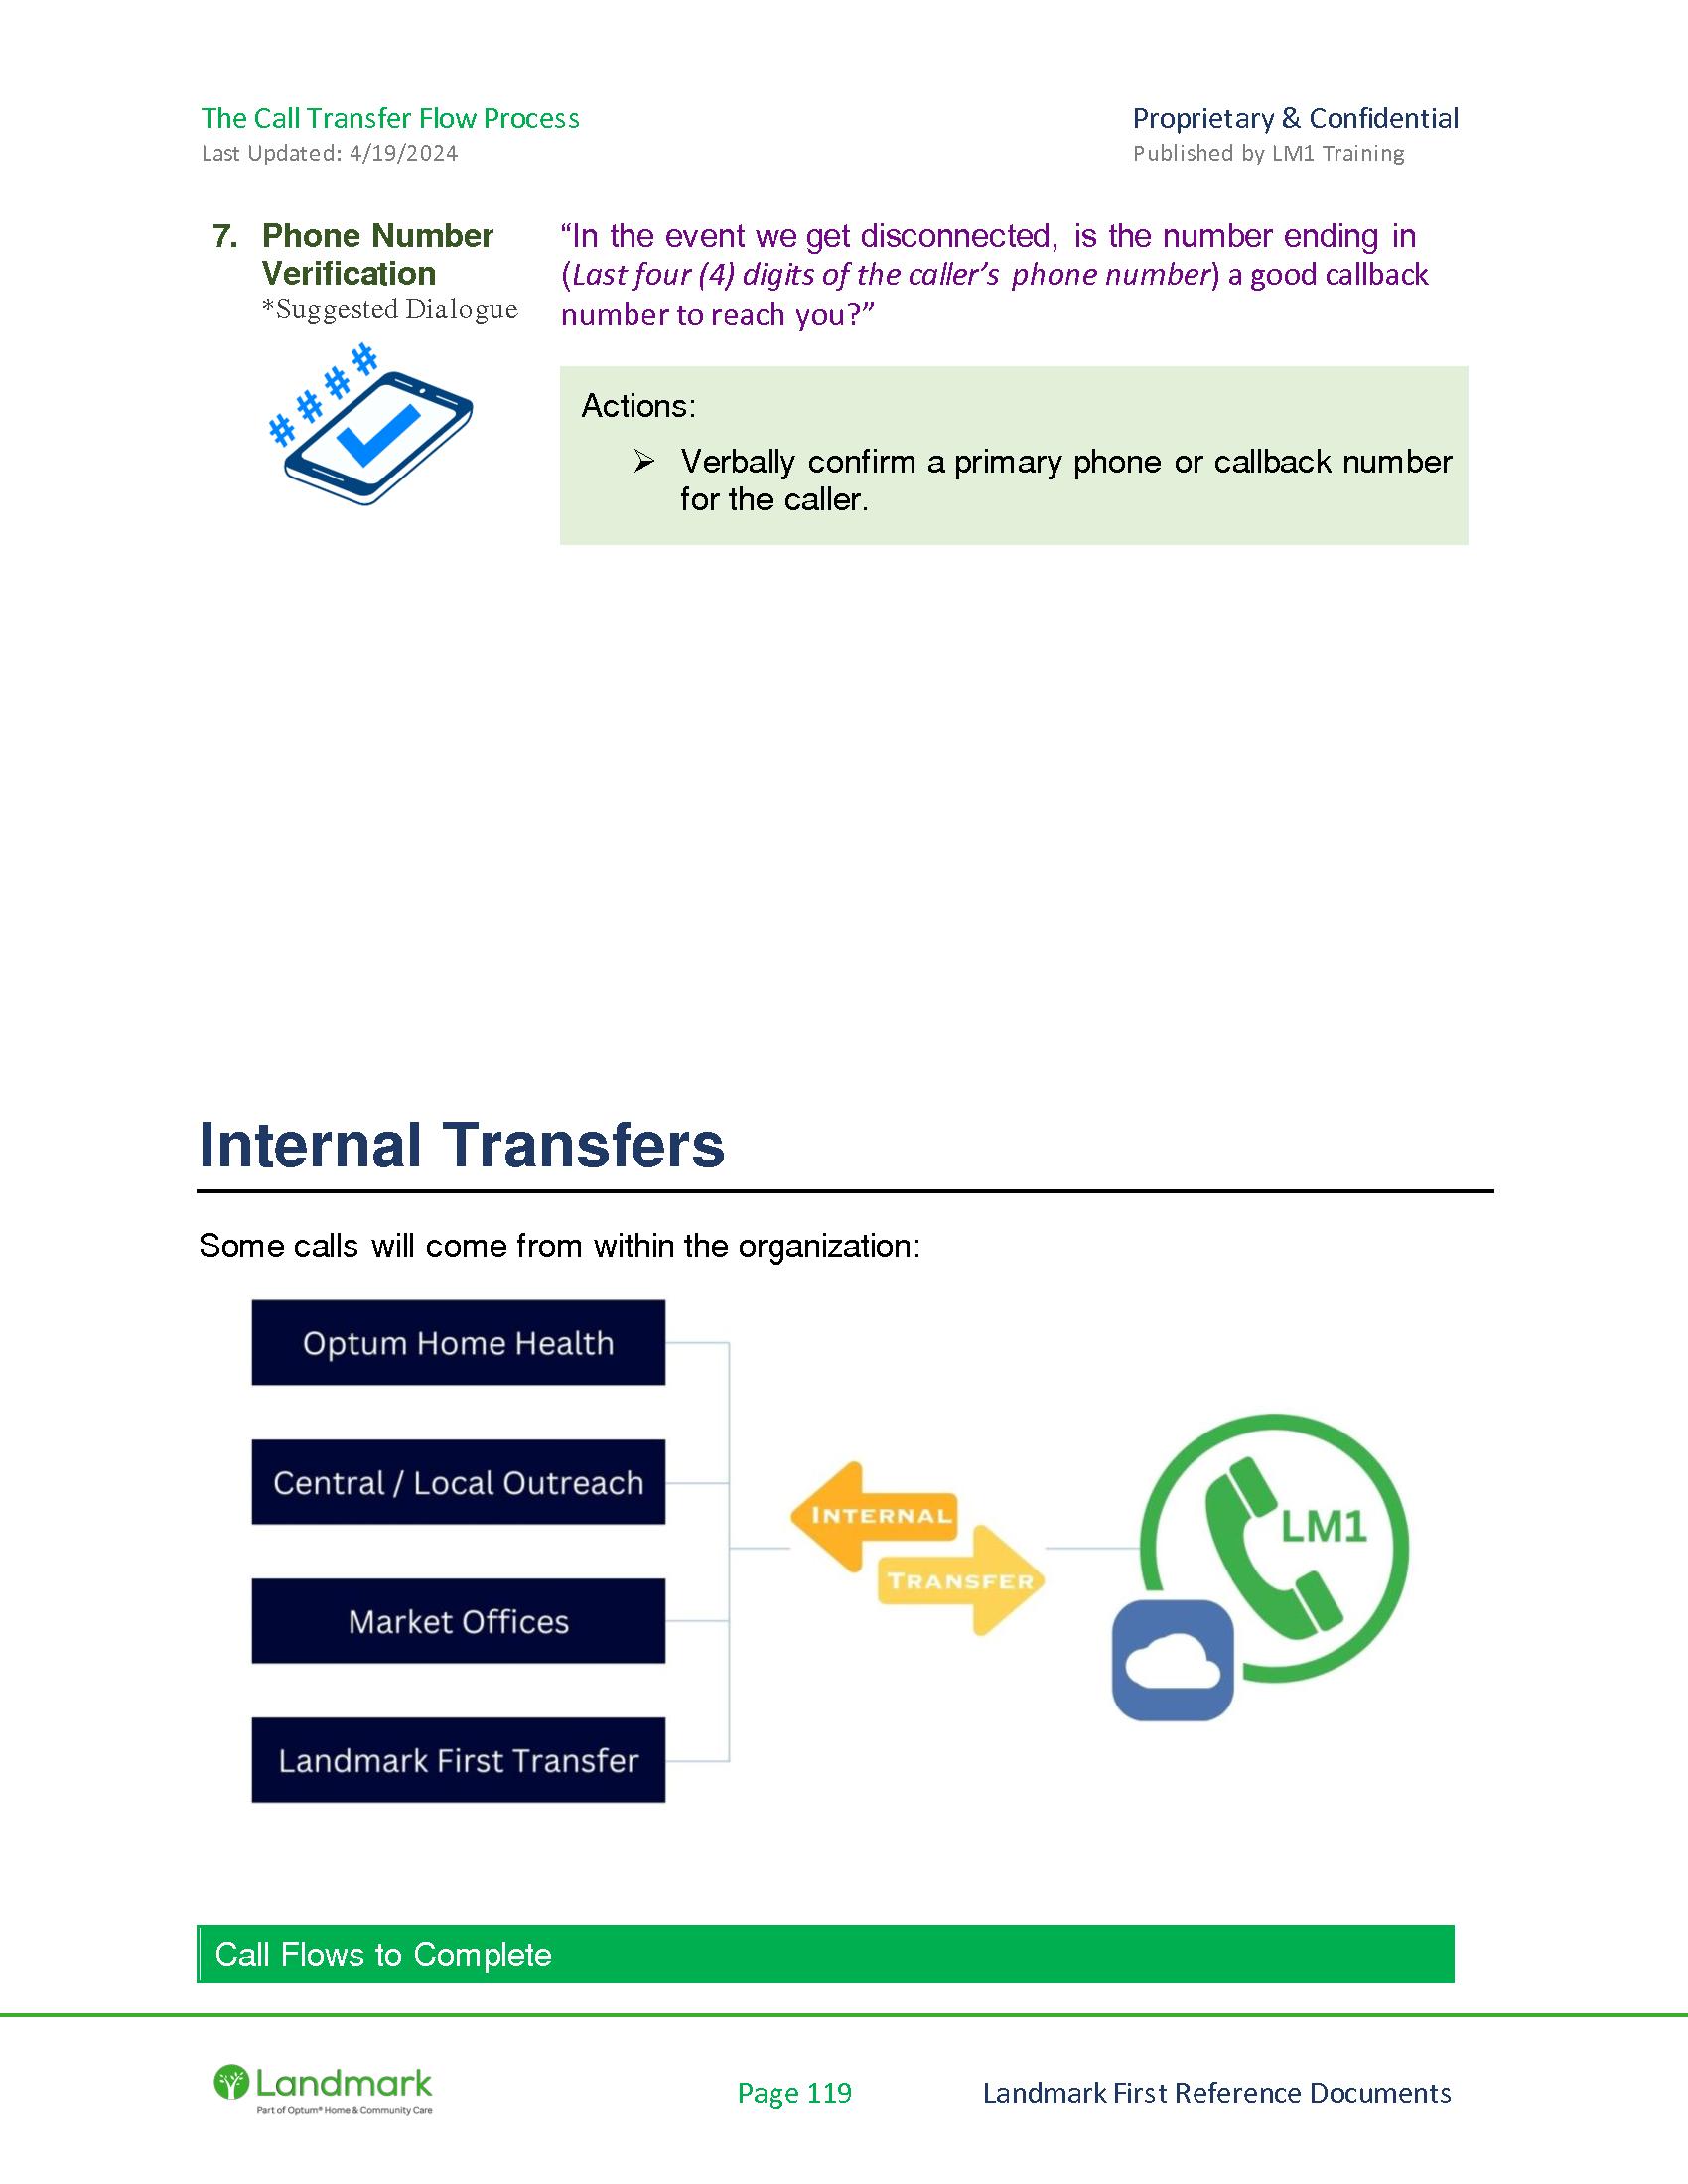 The Call Transfer Flow Process
Proprietary & Confidential
Last Updated: 4/19/2024
Published by LM1 Training
7. Phone Number
Verification
*Suggested Dialogue
“In the event we get disconnected, is the number ending in
(Last four (4) digits of the caller’s phone number) a good callback
number to reach you?”
# # # #
Actions:
➢ Verbally confirm a primary phone or callback number
for the caller.
Internal Transfers
Some calls will come from within the organization:
Optum Home Health
Central / Local Outreach
Market Offices
Landmark First Transfer
INTERNAL
TRANSFER
LM1
Call Flows to Complete
Landmark
Part of Optum® Home & Community Care
Page 119
Landmark First Reference Documents